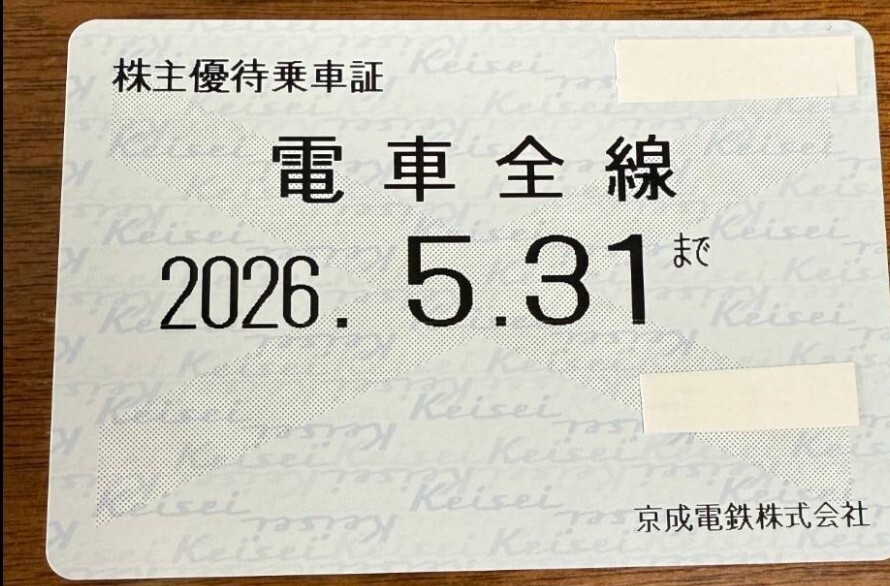 株主優待乗車証
電車全線
2026. 5.31まで
Keisei
京成電鉄株式会社